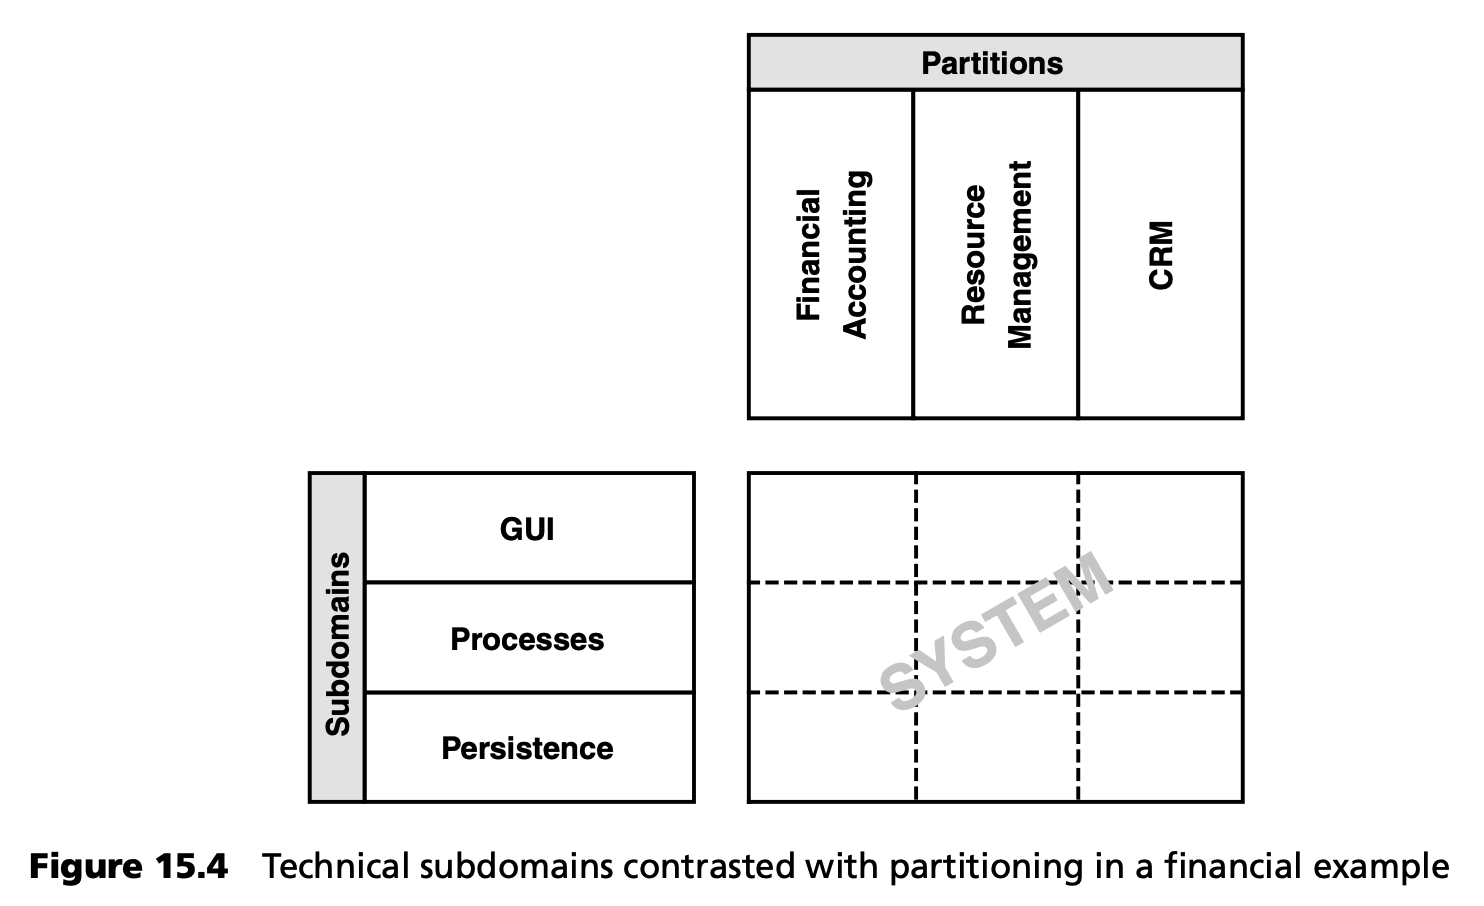 Partitions
Financial
Accounting
Resource
Management
CRM
Subdomains
GUI
Processes
Persistence
SYSTEM
Figure 15.4 Technical subdomains contrasted with partitioning in a financial example